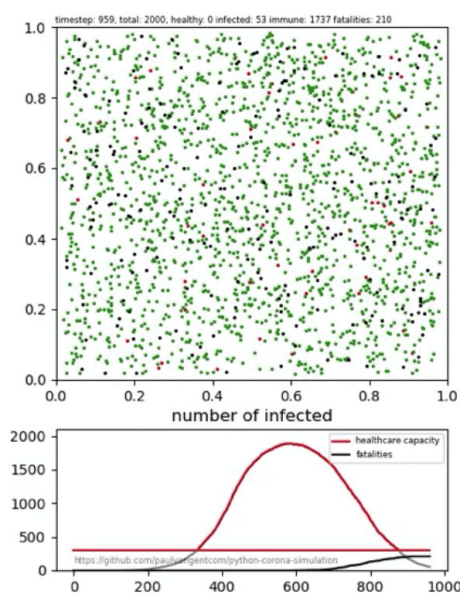 timestep: 959, total: 2000, healthy: 0 infected: 53 immune: 1737 fatalities: 210
1.0
0.8
0.6
0.4
0.2
0.0
0.0 0.2 0.4 0.6 0.8 1.0
number of infected
2000
1500
1000
500
0
healthcare capacity
fatalities
https://github.com/paulvangentcom/python-corona-simulation
0 200 400 600 800 1000